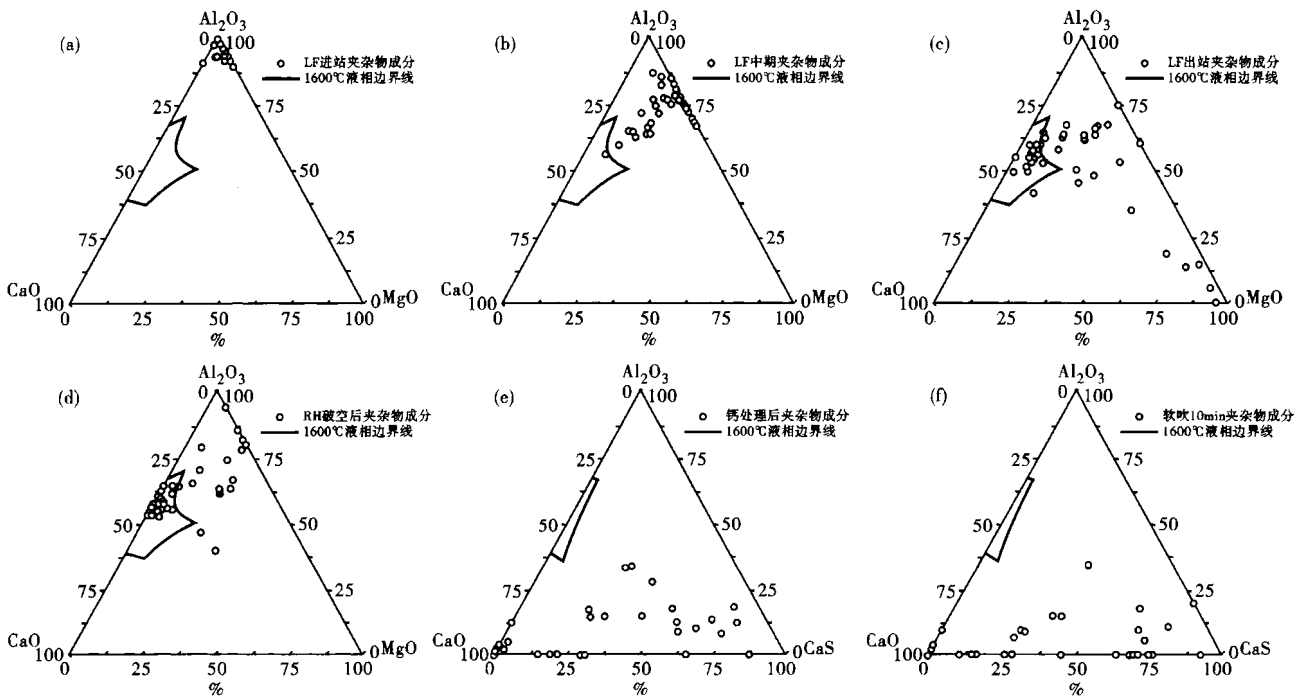 (a)
Al₂O₃
0 100
LF进站夹杂物成分
1600℃液相边界线
25 75
50 50
75 25
CaO 100 0 MgO
0 25 50 75 100
%
(b)
Al₂O₃
0 100
LF中期夹杂物成分
1600℃液相边界线
25 75
50 50
75 25
CaO 100 0 MgO
0 25 50 75 100
%
(c)
Al₂O₃
0 100
LF出站夹杂物成分
1600℃液相边界线
25 75
50 50
75 25
CaO 100 0 MgO
0 25 50 75 100
%
(d)
Al₂O₃
0 100
RH破空后夹杂物成分
1600℃液相边界线
25 75
50 50
75 25
CaO 100 0 MgO
0 25 50 75 100
%
(e)
Al₂O₃
0 100
钙处理后夹杂物成分
1600℃液相边界线
25 75
50 50
75 25
CaO 100 0 CaS
0 25 50 75 100
%
(f)
Al₂O₃
0 100
软吹10min夹杂物成分
1600℃液相边界线
25 75
50 50
75 25
CaO 100 0 CaS
0 25 50 75 100
%